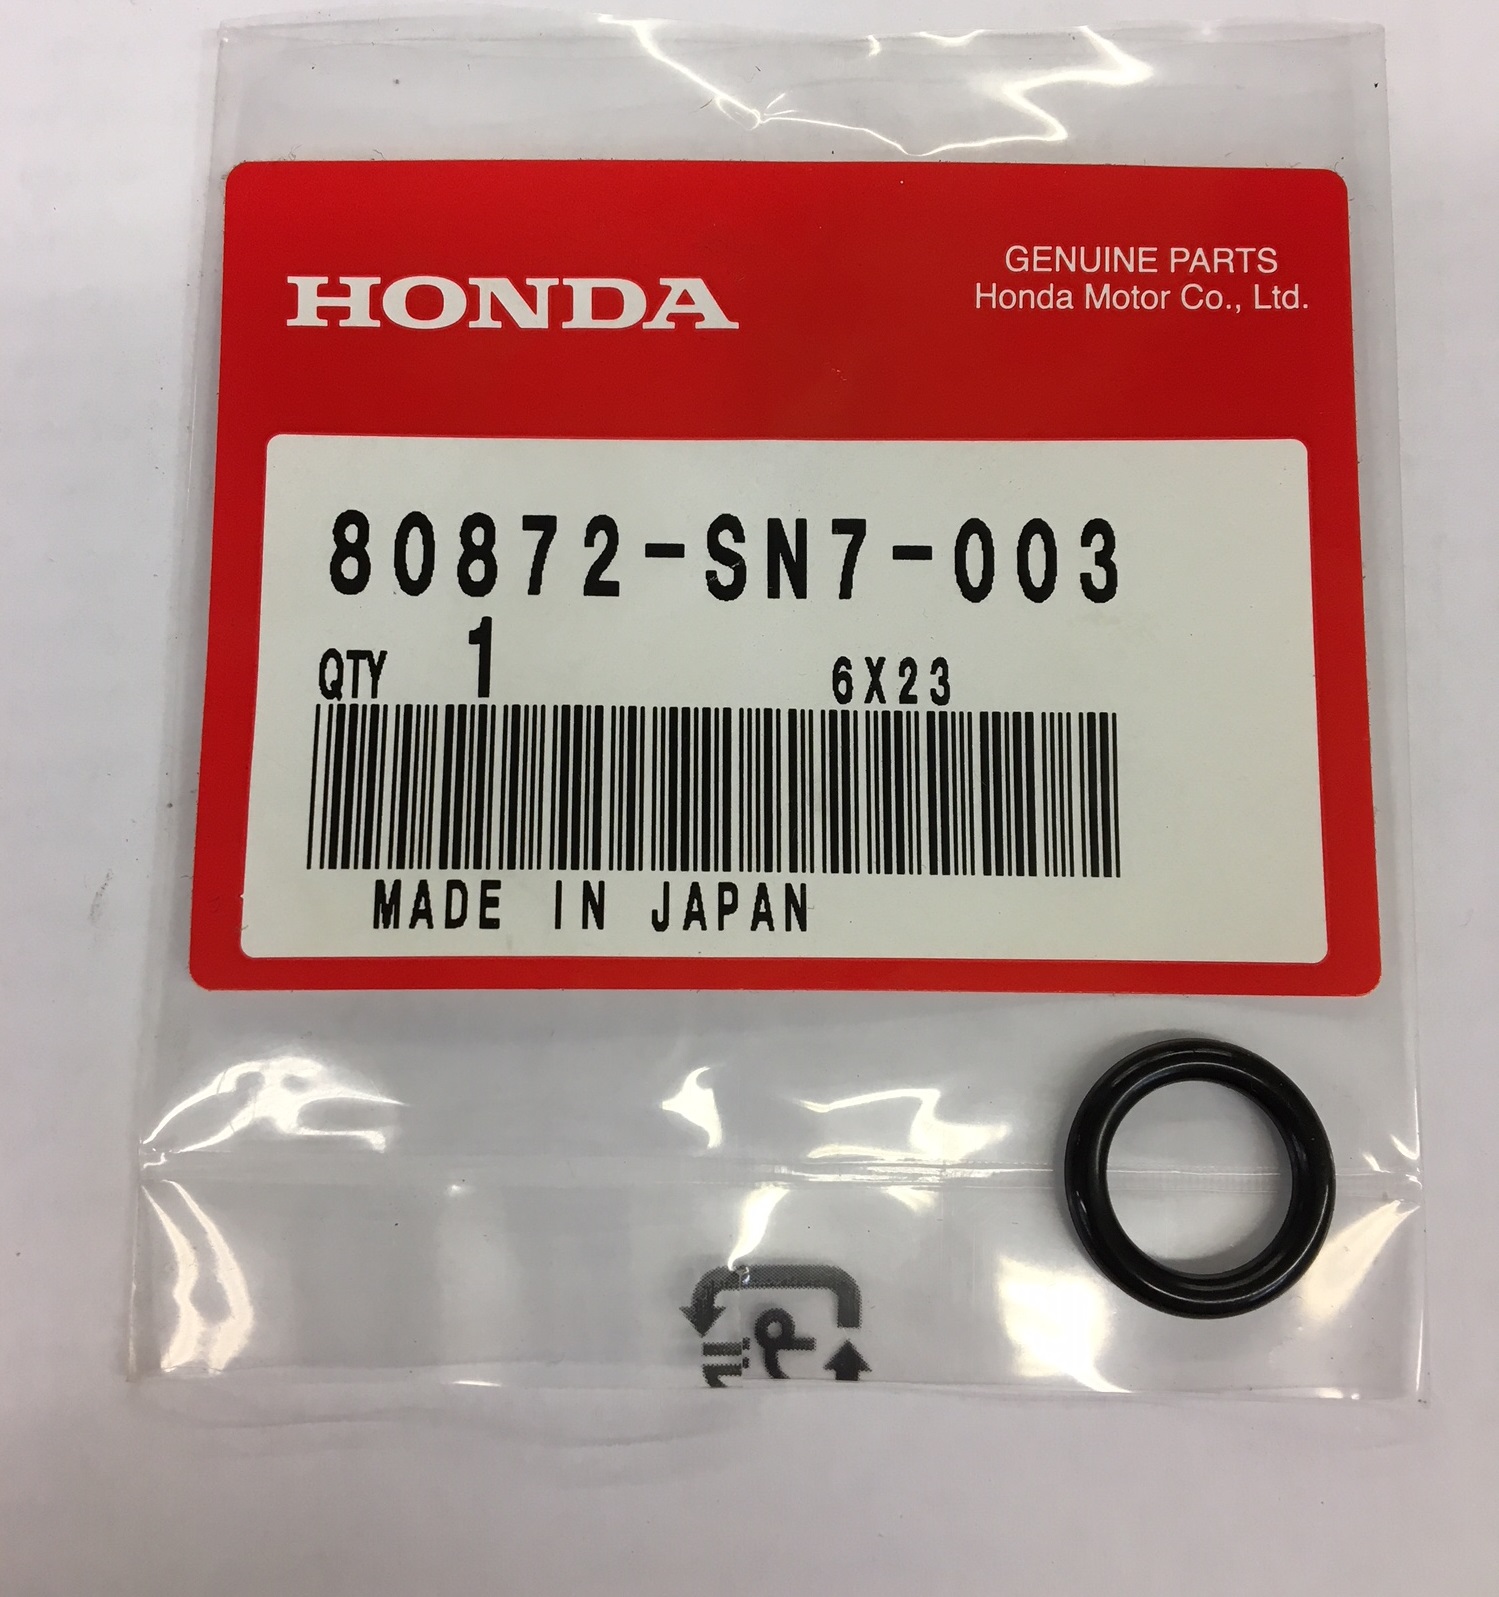 HONDA
GENUINE PARTS
Honda Motor Co., Ltd.
80872-SN7-003
QTY 1 6X23
MADE IN JAPAN